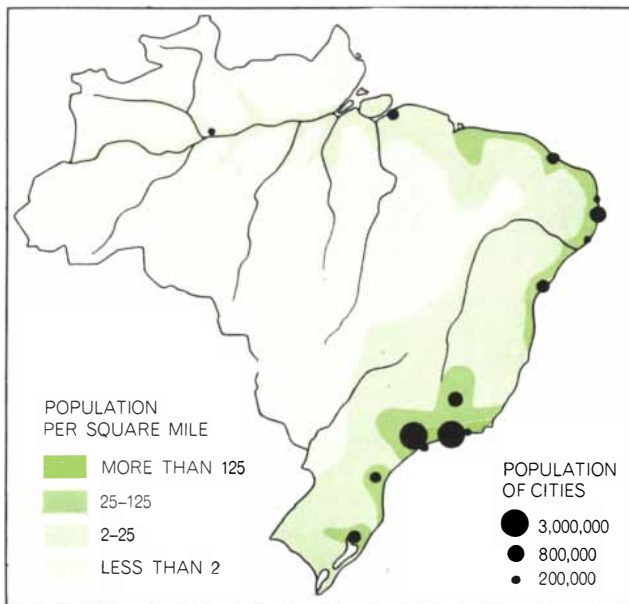 POPULATION
PER SQUARE MILE
MORE THAN 125
25–125
2–25
LESS THAN 2
POPULATION
OF CITIES
3,000,000
800,000
200,000